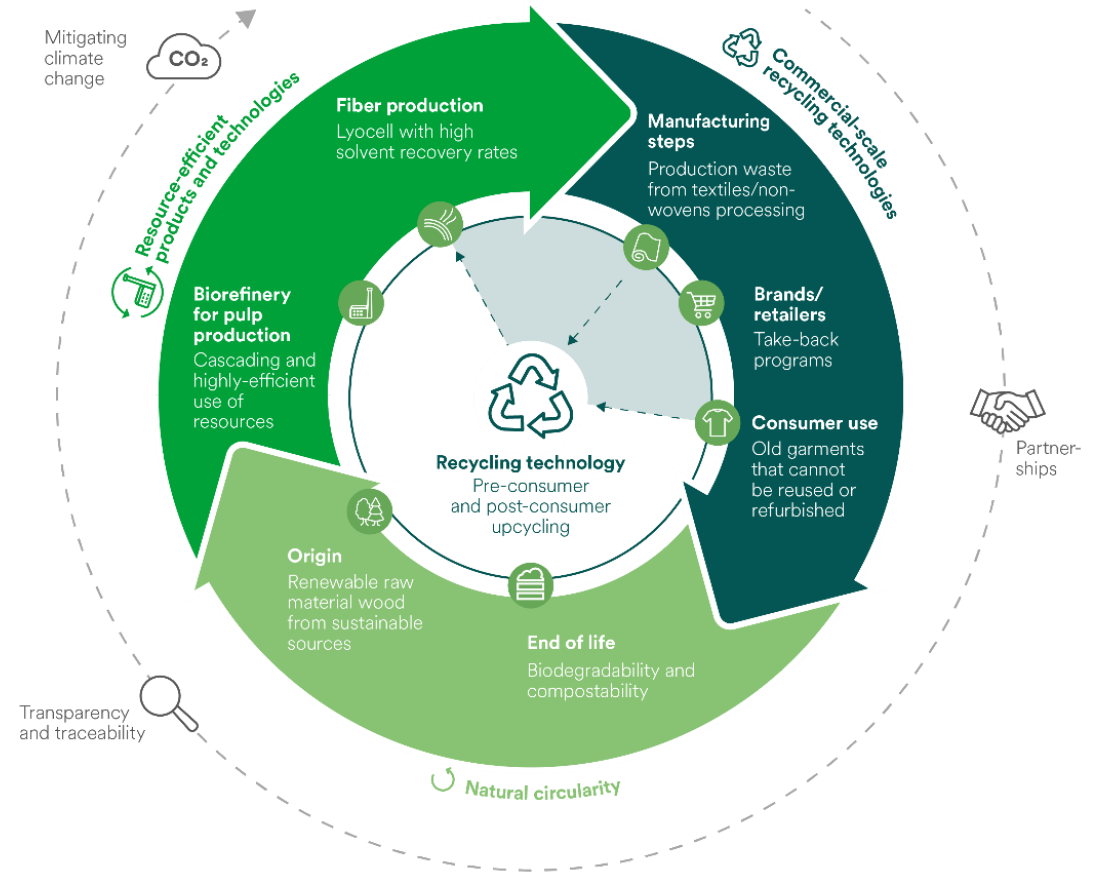 Mitigating
climate
change
CO₂
Resource-efficient
products and technologies
Commercial-scale
recycling technologies
Fiber production
Lyocell with high
solvent recovery rates
Manufacturing
steps
Production waste
from textiles/non-
wovens processing
Biorefinery
for pulp
production
Cascading and
highly-efficient
use of
resources
Brands/
retailers
Take-back
programs
Consumer use
Old garments
that cannot
be reused or
refurbished
Partner-
ships
Recycling technology
Pre-consumer
and post-consumer
upcycling
Origin
Renewable raw
material wood
from sustainable
sources
End of life
Biodegradability and
compostability
Transparency
and traceability
Natural circularity